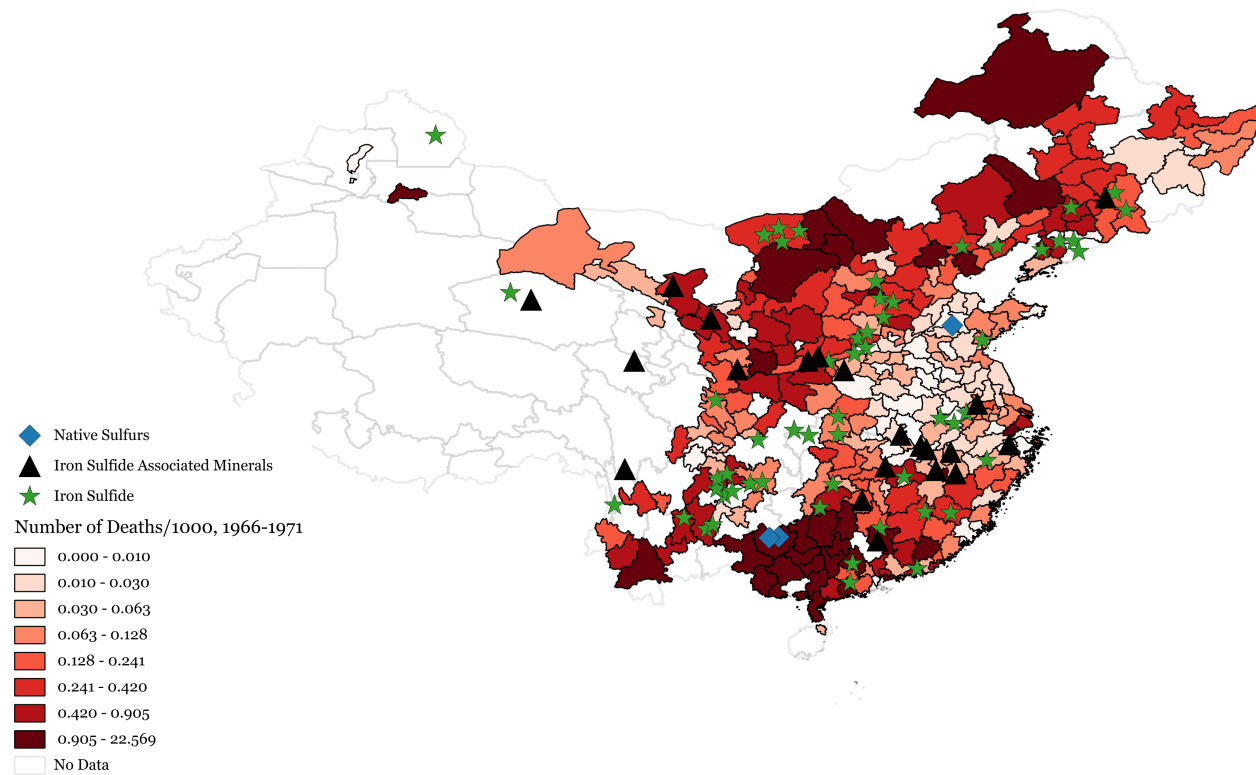 Native Sulfurs
Iron Sulfide Associated Minerals
Iron Sulfide
Number of Deaths/1000, 1966-1971
0.000 - 0.010
0.010 - 0.030
0.030 - 0.063
0.063 - 0.128
0.128 - 0.241
0.241 - 0.420
0.420 - 0.905
0.905 - 22.569
No Data